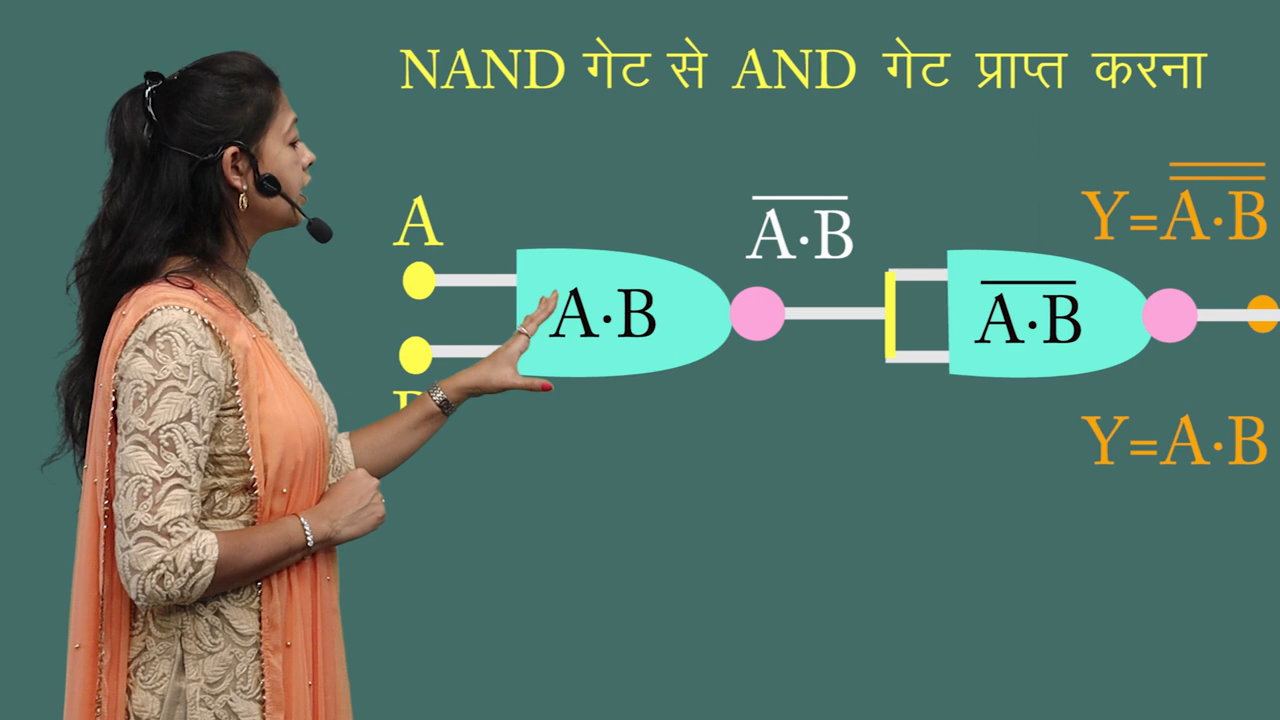 NAND गेट से AND गेट प्राप्त करना
A
A·B
A̅·̅B̅
A̅·̅B̅
Y=A̿·̿B̿
Y=A·B